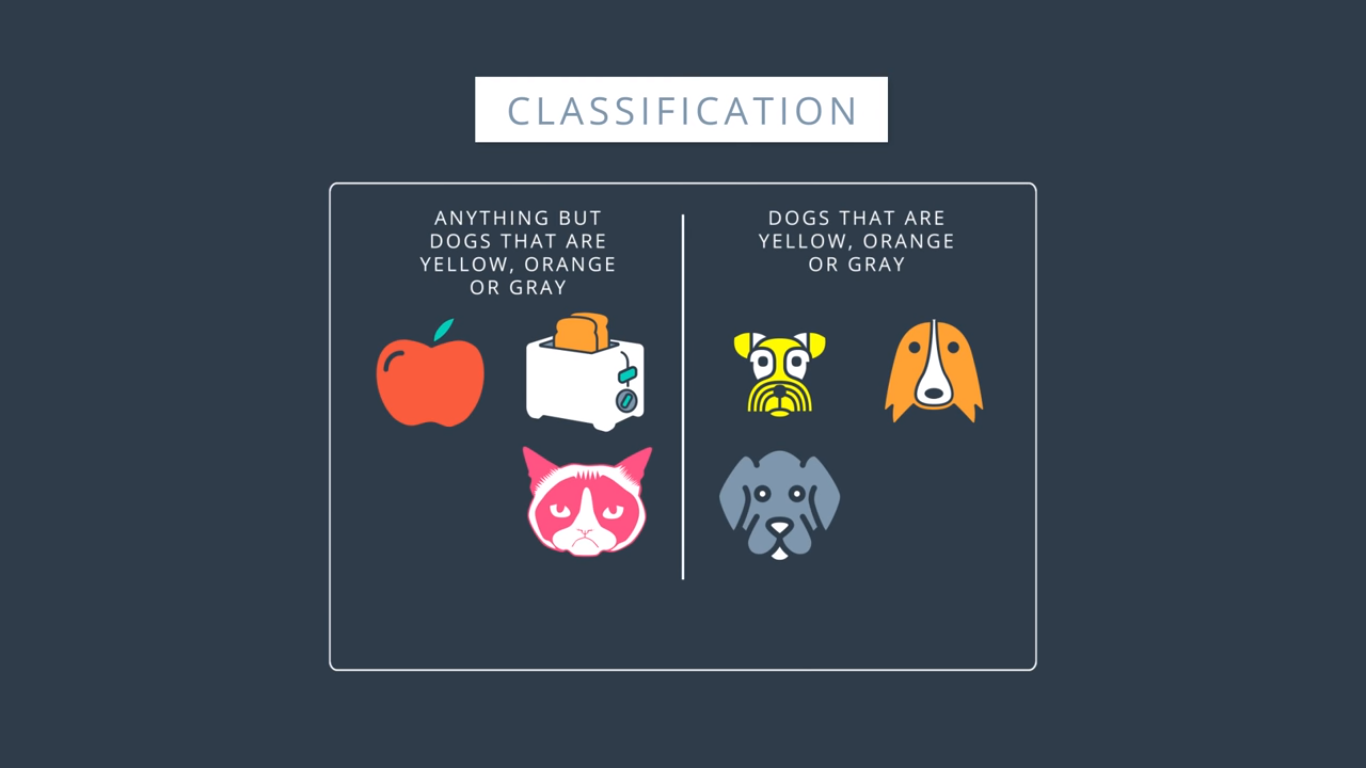 CLASSIFICATION
ANYTHING BUT
DOGS THAT ARE
YELLOW, ORANGE
OR GRAY
DOGS THAT ARE
YELLOW, ORANGE
OR GRAY